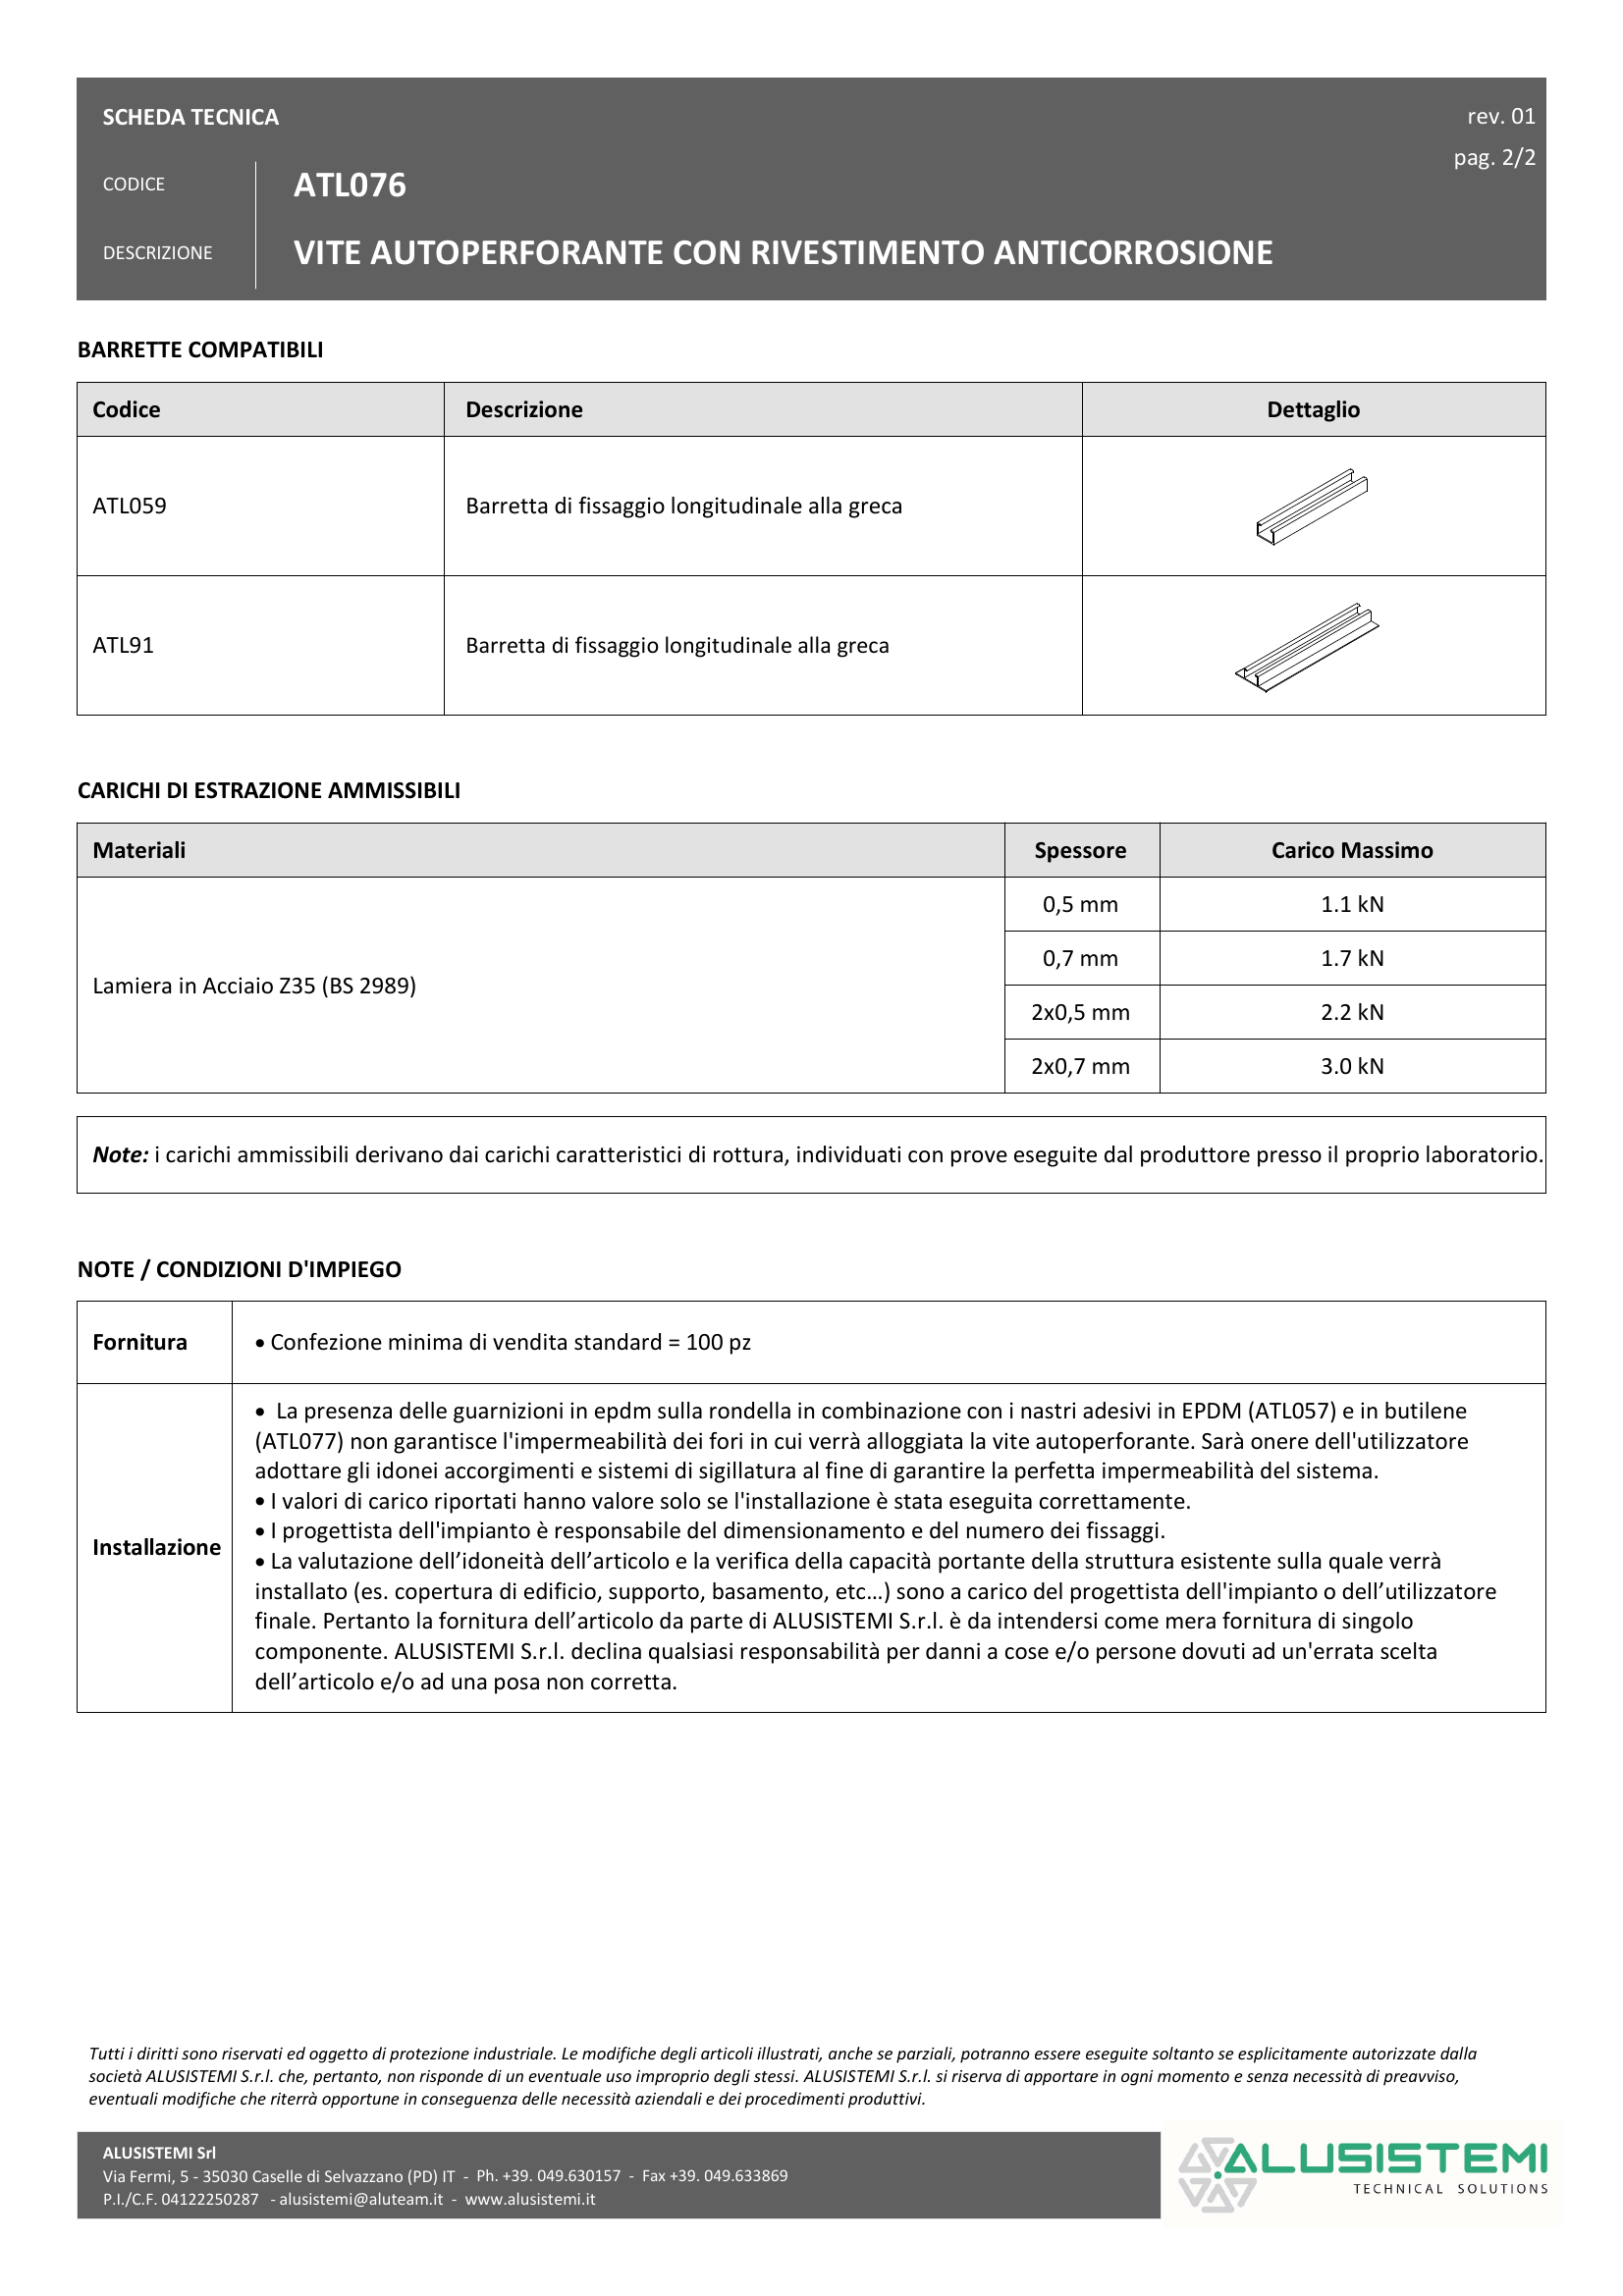 SCHEDA TECNICA
rev. 01
pag. 2/2
CODICE
ATL076
DESCRIZIONE
VITE AUTOPERFORANTE CON RIVESTIMENTO ANTICORROSIONE
BARRETTE COMPATIBILI
Codice Descrizione Dettaglio
ATL059 Barretta di fissaggio longitudinale alla greca
ATL91 Barretta di fissaggio longitudinale alla greca
CARICHI DI ESTRAZIONE AMMISSIBILI
Materiali Spessore Carico Massimo
Lamiera in Acciaio Z35 (BS 2989)
0,5 mm 1.1 kN
0,7 mm 1.7 kN
2x0,5 mm 2.2 kN
2x0,7 mm 3.0 kN
Note: i carichi ammissibili derivano dai carichi caratteristici di rottura, individuati con prove eseguite dal produttore presso il proprio laboratorio.
NOTE / CONDIZIONI D'IMPIEGO
Fornitura
• Confezione minima di vendita standard = 100 pz
Installazione
• La presenza delle guarnizioni in epdm sulla rondella in combinazione con i nastri adesivi in EPDM (ATL057) e in butilene
(ATL077) non garantisce l'impermeabilità dei fori in cui verrà alloggiata la vite autoperforante. Sarà onere dell'utilizzatore
adottare gli idonei accorgimenti e sistemi di sigillatura al fine di garantire la perfetta impermeabilità del sistema.
• I valori di carico riportati hanno valore solo se l'installazione è stata eseguita correttamente.
• I progettista dell'impianto è responsabile del dimensionamento e del numero dei fissaggi.
• La valutazione dell’idoneità dell’articolo e la verifica della capacità portante della struttura esistente sulla quale verrà
installato (es. copertura di edificio, supporto, basamento, etc…) sono a carico del progettista dell'impianto o dell’utilizzatore
finale. Pertanto la fornitura dell’articolo da parte di ALUSISTEMI S.r.l. è da intendersi come mera fornitura di singolo
componente. ALUSISTEMI S.r.l. declina qualsiasi responsabilità per danni a cose e/o persone dovuti ad un'errata scelta
dell’articolo e/o ad una posa non corretta.
Tutti i diritti sono riservati ed oggetto di protezione industriale. Le modifiche degli articoli illustrati, anche se parziali, potranno essere eseguite soltanto se esplicitamente autorizzate dalla
società ALUSISTEMI S.r.l. che, pertanto, non risponde di un eventuale uso improprio degli stessi. ALUSISTEMI S.r.l. si riserva di apportare in ogni momento e senza necessità di preavviso,
eventuali modifiche che riterrà opportune in conseguenza delle necessità aziendali e dei processimenti produttivi.
ALUSISTEMI Srl
Via Fermi, 5 - 35030 Caselle di Selvazzano (PD) IT - Ph. +39. 049.630157 - Fax +39. 049.633869
P.I./C.F. 04122250287 - alusistemi@aluteam.it - www.alusistemi.it
ALUSISTEMI
TECHNICAL SOLUTIONS